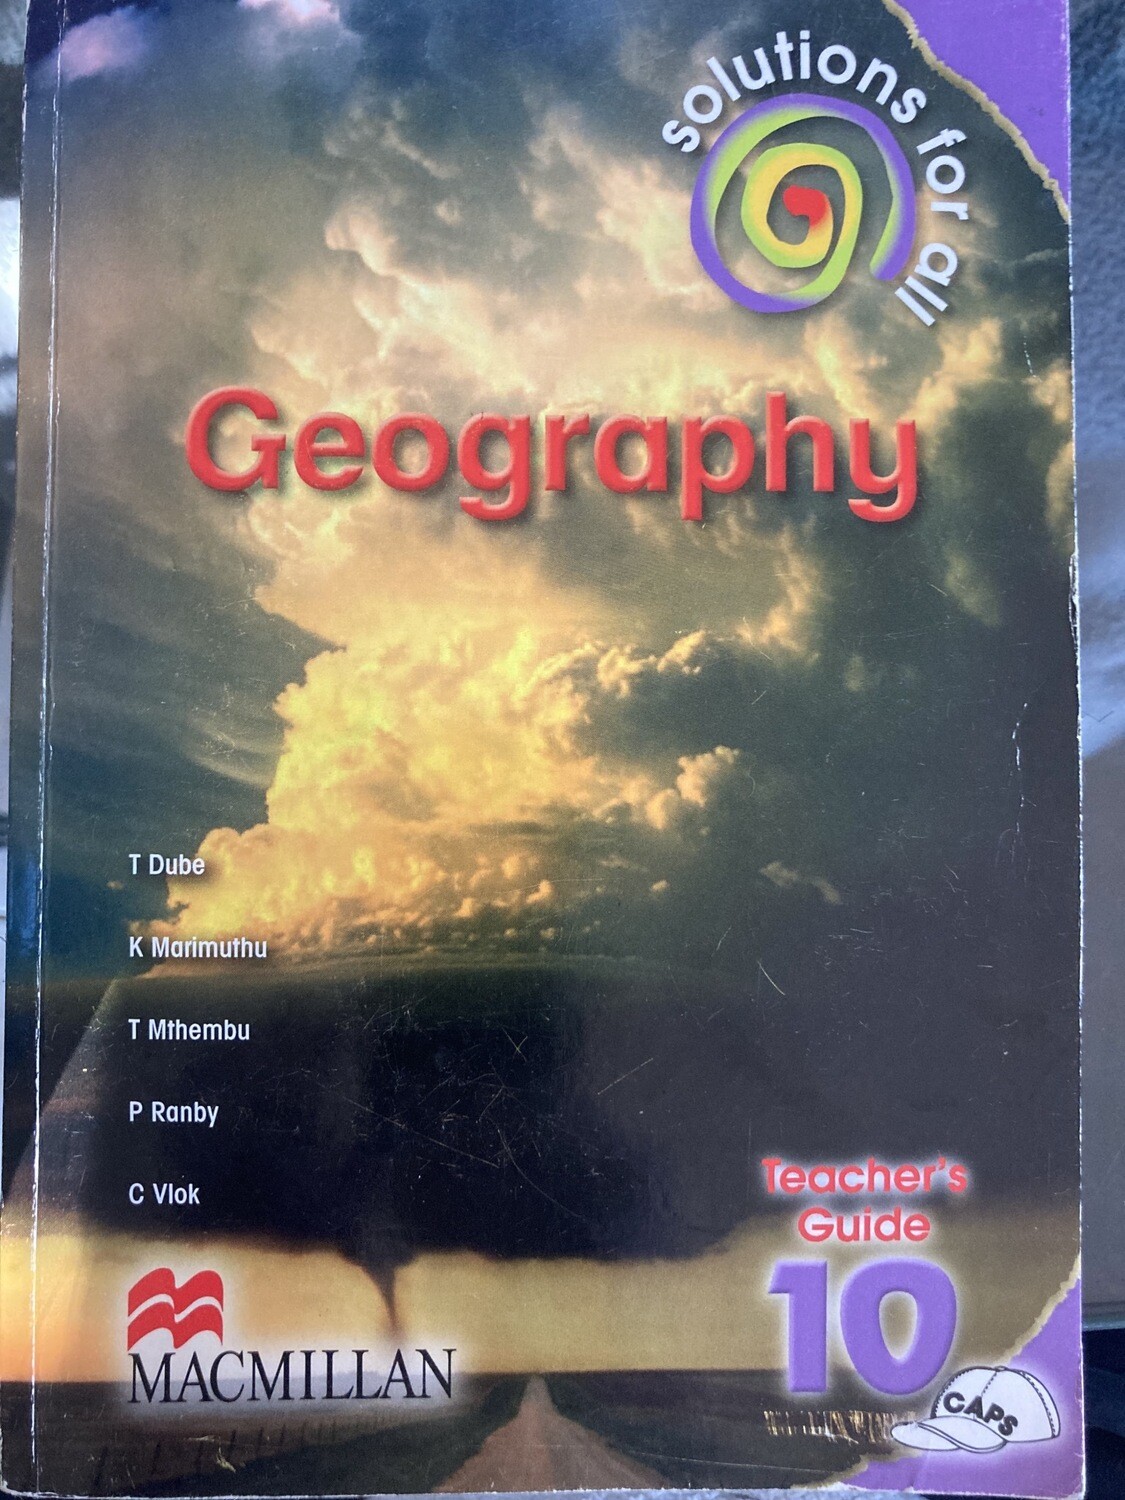 solutions for all
Geography
T Dube
K Marimuthu
T Mthembu
P Ranby
C Vlok
Teacher's
Guide
10
MACMILLAN
CAPS